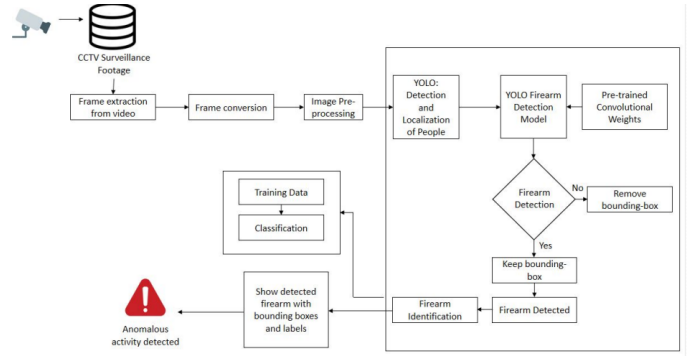 CCTV Surveillance
Footage
Frame extraction
from video
Frame conversion
Image Pre-
processing
YOLO:
Detection
and
Localization
of People
YOLO Firearm
Detection
Model
Pre-trained
Convolutional
Weights
Firearm
Detection
No
Remove
bounding-box
Yes
Keep bounding-
box
Firearm Detected
Firearm
Identification
Training Data
Classification
Show detected
firearm with
bounding boxes
and labels
Anomalous
activity detected